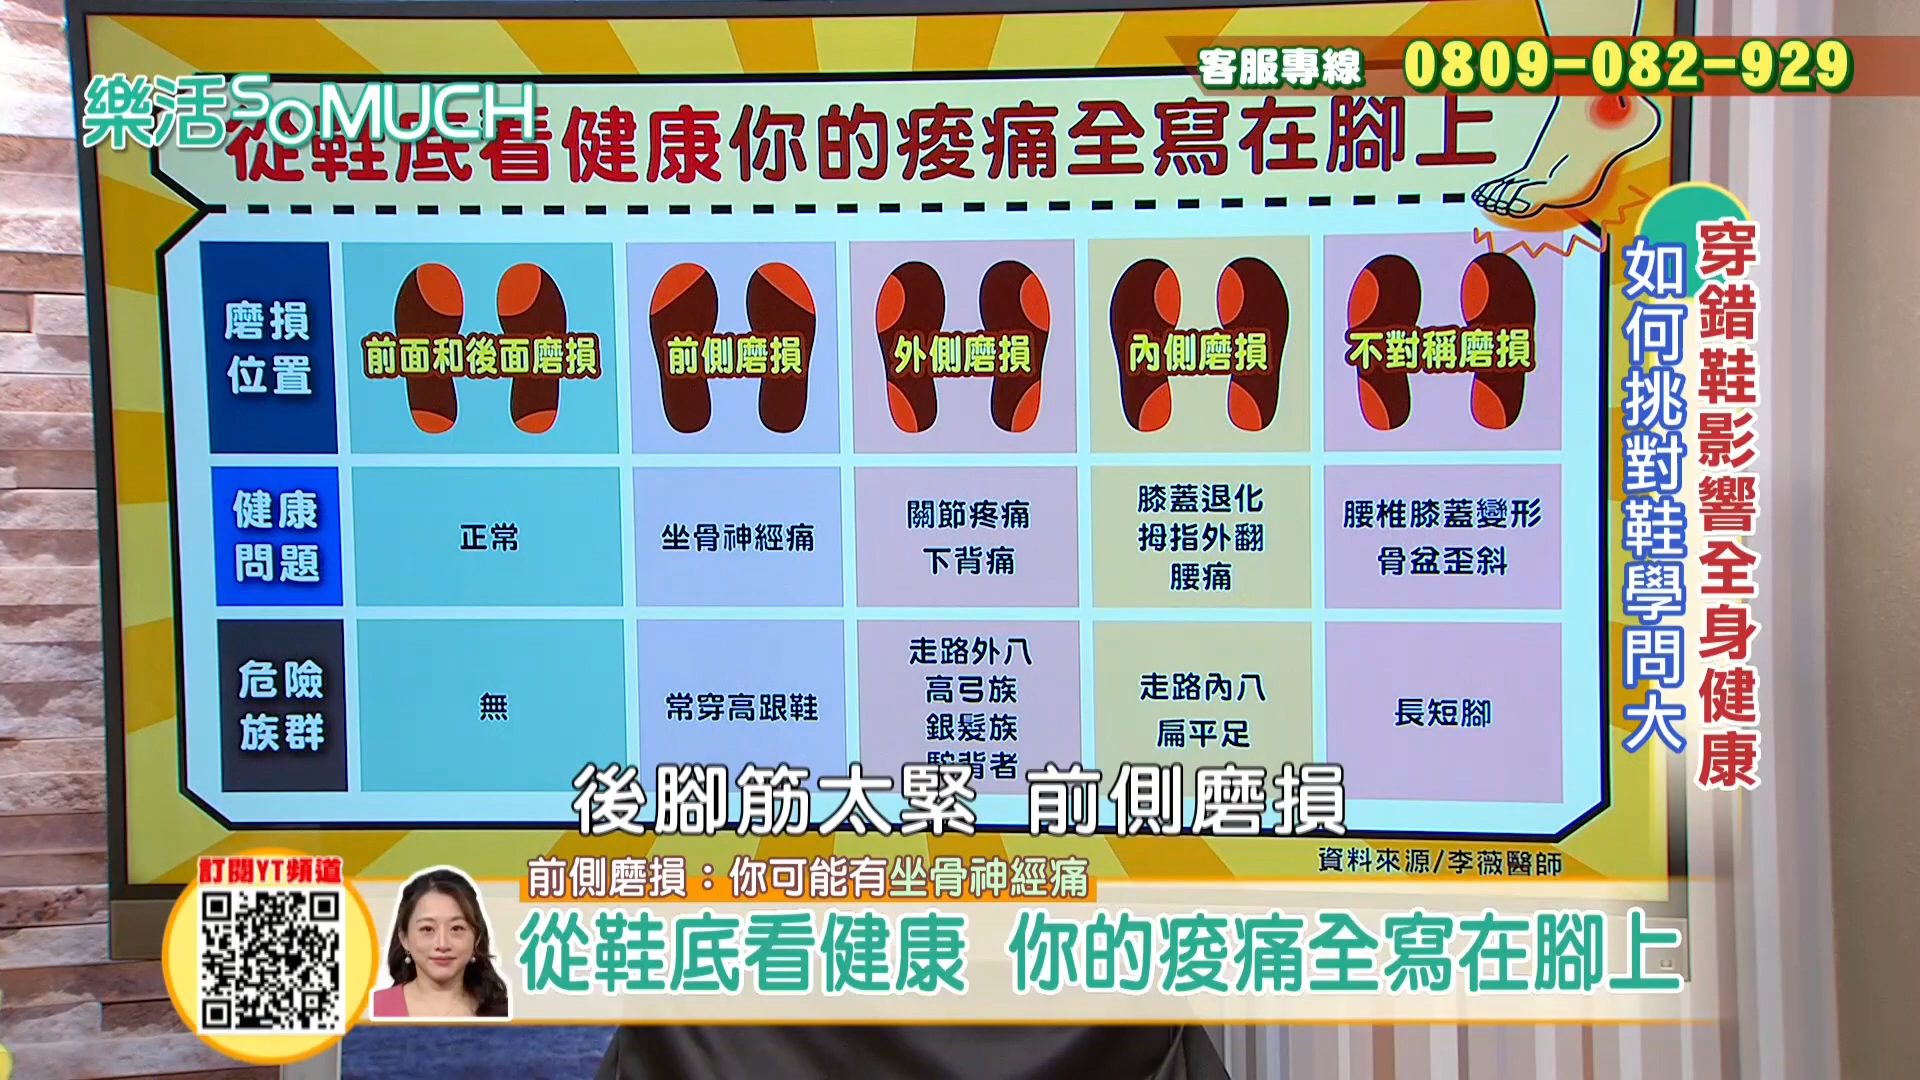 客服專線 0809-082-929
樂活SoMUCH
從鞋底看健康你的痠痛全寫在腳上
穿錯鞋影響全身健康
如何挑對鞋學問大
磨損位置
前面和後面磨損
前側磨損
外側磨損
內側磨損
不對稱磨損
健康問題
正常
坐骨神經痛
關節疼痛
下背痛
膝蓋退化
拇指外翻
腰痛
腰椎膝蓋變形
骨盆歪斜
危險族群
無
常穿高跟鞋
走路外八
高弓族
銀髮族
駝背者
走路內八
扁平足
長短腳
後腳筋太緊 前側磨損
資料來源/李薇醫師
訂閱YT頻道
前側磨損：你可能有坐骨神經痛
從鞋底看健康 你的痠痛全寫在腳上